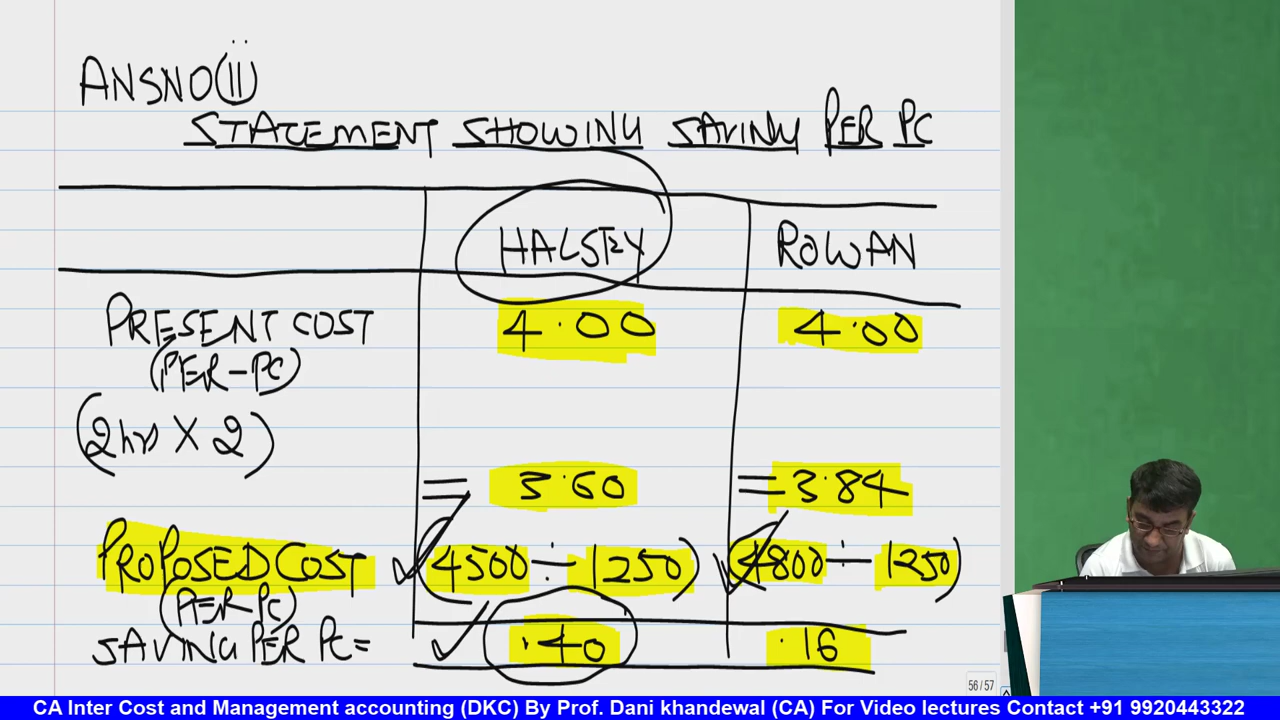 ANSNO(ii)
STATEMENT SHOWING SAVING PER PC
HALSEY ROWAN
PRESENT COST 4.00 4.00
(PER-PC)
(2hrs X 2)
= 3.60 = 3.84
PROPOSED COST (4500 ÷ 1250) (4800 ÷ 1250)
(PER-PC)
SAVING PER PC= .40 .16
56/57
CA Inter Cost and Management accounting (DKC) By Prof. Dani khandewal (CA) For Video lectures Contact +91 9920443322